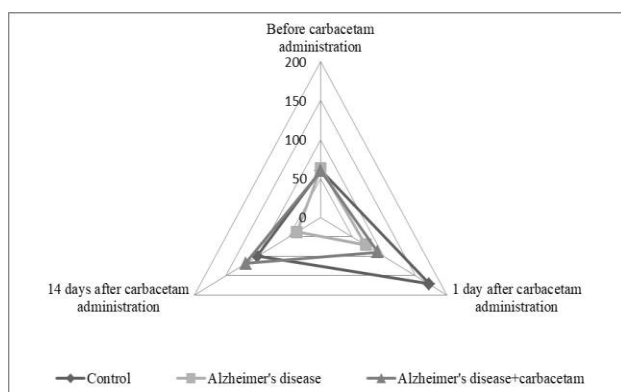 Before carbacetam
administration
200
150
100
50
0
14 days after carbacetam
administration
1 day after carbacetam
administration
Control
Alzheimer's disease
Alzheimer's disease+carbacetam